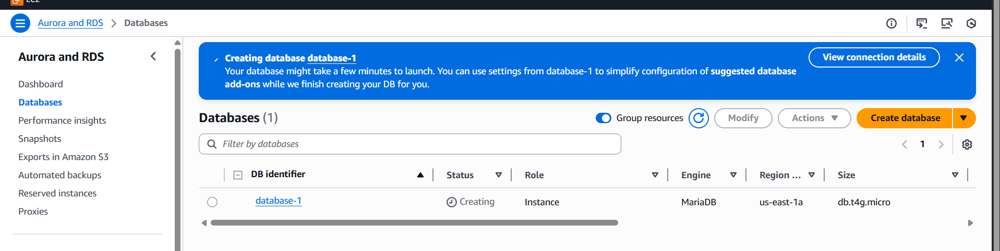 EC2
Aurora and RDS > Databases
Aurora and RDS
Dashboard
Databases
Performance insights
Snapshots
Exports in Amazon S3
Automated backups
Reserved instances
Proxies
Creating database database-1
Your database might take a few minutes to launch. You can use settings from database-1 to simplify configuration of suggested database
add-ons while we finish creating your DB for you.
View connection details
Databases (1)
Group resources
Modify
Actions
Create database
Filter by databases
1
DB identifier Status Role Engine Region ... Size
database-1 Creating Instance MariaDB us-east-1a db.t4g.micro